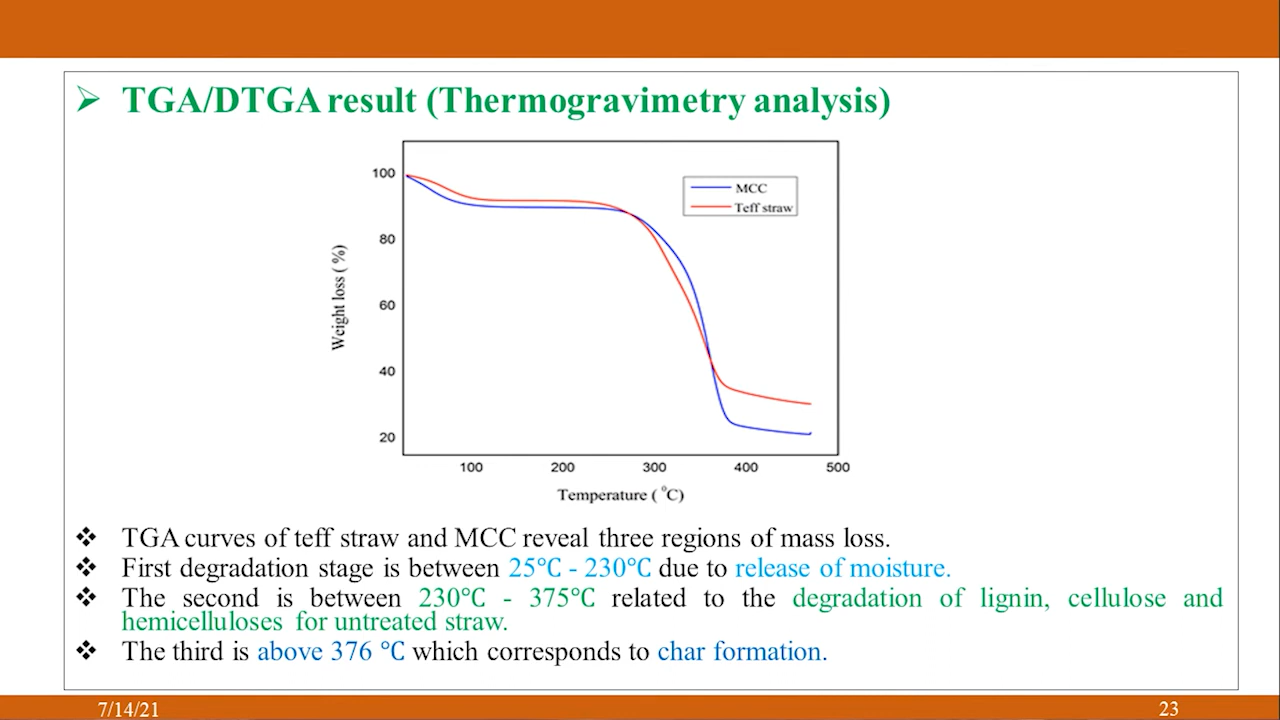 ➢ TGA/DTGA result (Thermogravimetry analysis)
MCC
Teff straw
100
80
60
40
20
Weight loss ( %)
100 200 300 400 500
Temperature ( °C)
❖ TGA curves of teff straw and MCC reveal three regions of mass loss.
❖ First degradation stage is between 25℃ - 230℃ due to release of moisture.
❖ The second is between 230℃ - 375℃ related to the degradation of lignin, cellulose and
hemicelluloses for untreated straw.
❖ The third is above 376 ℃ which corresponds to char formation.
7/14/21 23